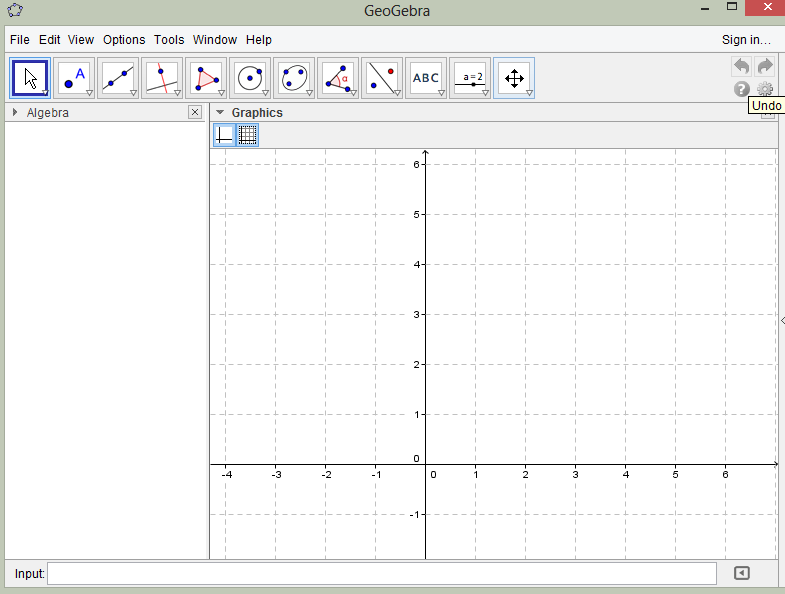 GeoGebra
File Edit View Options Tools Window Help Sign in...
A α ABC a=2
?
Undo
Algebra
Graphics
6
5
4
3
2
1
0
-4 -3 -2 -1 0 1 2 3 4 5 6
-1
Input: